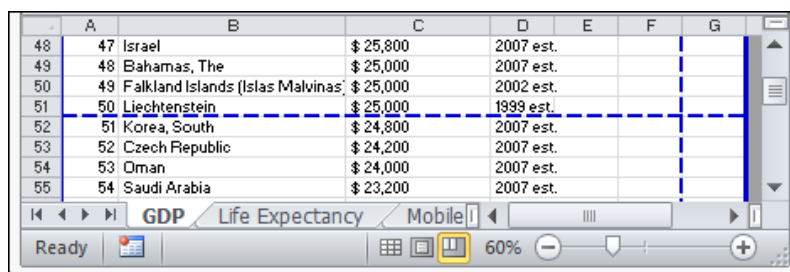 A B C D E F G
48 47 Israel $ 25,800 2007 est.
49 48 Bahamas, The $ 25,000 2007 est.
50 49 Falkland Islands (Islas Malvinas) $ 25,000 2002 est.
51 50 Liechtenstein $ 25,000 1999 est.
52 51 Korea, South $ 24,800 2007 est.
53 52 Czech Republic $ 24,200 2007 est.
54 53 Oman $ 24,000 2007 est.
55 54 Saudi Arabia $ 23,200 2007 est.
GDP Life Expectancy Mobile
Ready 60%